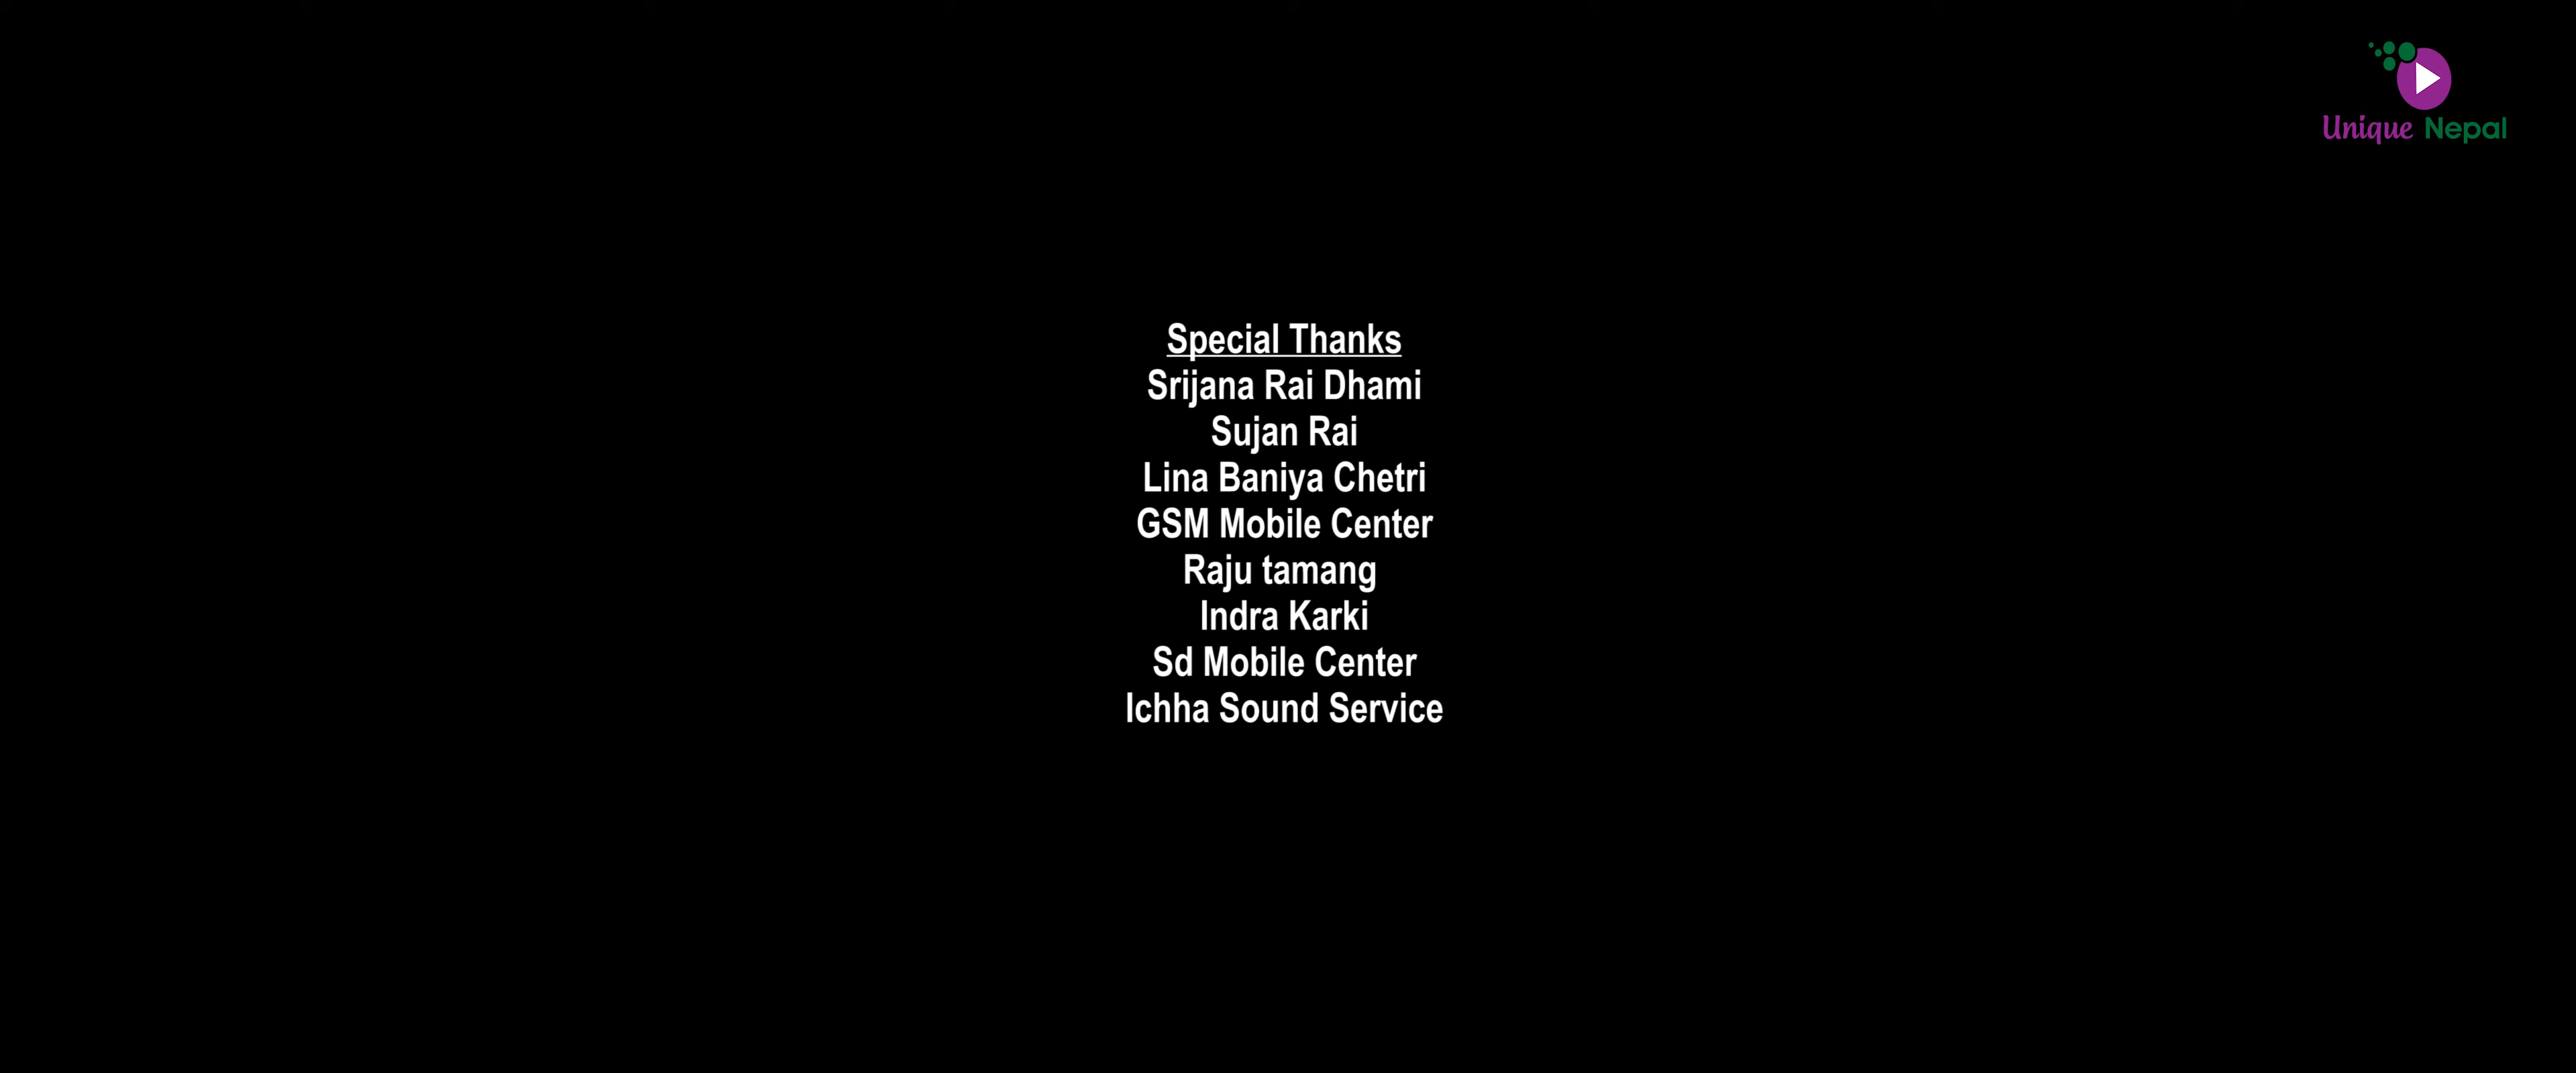 Unique Nepal
Special Thanks
Srijana Rai Dhami
Sujan Rai
Lina Baniya Chetri
GSM Mobile Center
Raju tamang
Indra Karki
Sd Mobile Center
Ichha Sound Service